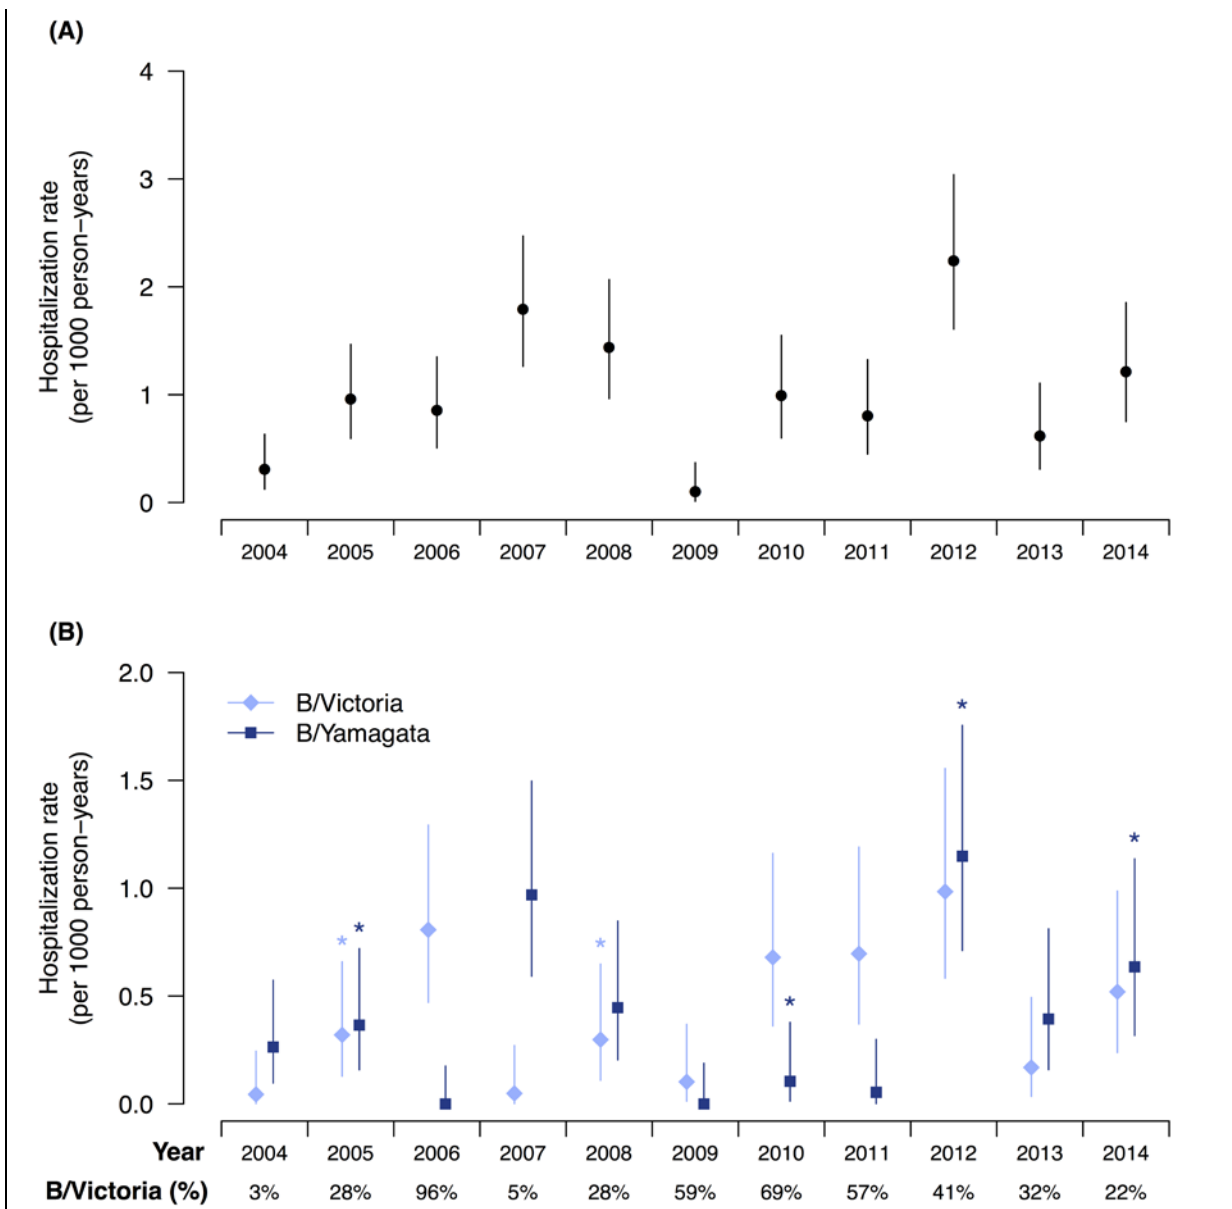 (A)
Hospitalization rate
(per 1000 person−years)
4
3
2
1
0
2004 2005 2006 2007 2008 2009 2010 2011 2012 2013 2014
(B)
Hospitalization rate
(per 1000 person−years)
2.0
1.5
1.0
0.5
0.0
B/Victoria
B/Yamagata
* * * * * *
Year 2004 2005 2006 2007 2008 2009 2010 2011 2012 2013 2014
B/Victoria (%) 3% 28% 96% 5% 28% 59% 69% 57% 41% 32% 22%